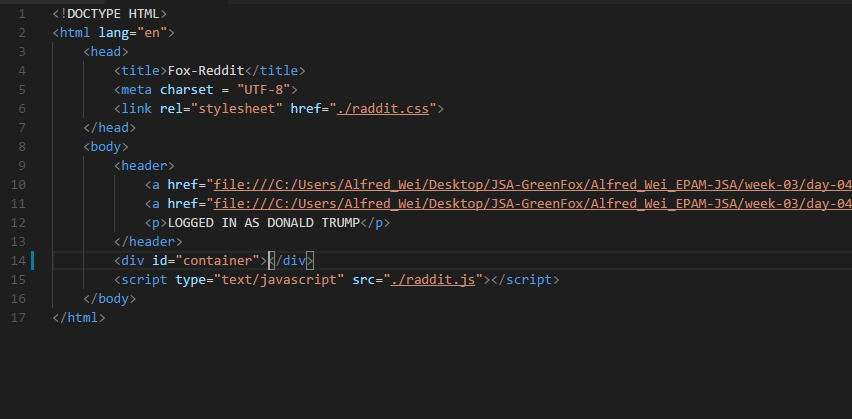 1 <!DOCTYPE HTML>
2 <html lang="en">
3 <head>
4 <title>Fox-Reddit</title>
5 <meta charset = "UTF-8">
6 <link rel="stylesheet" href="./raddit.css">
7 </head>
8 <body>
9 <header>
10 <a href="file:///C:/Users/Alfred_Wei/Desktop/JSA-GreenFox/Alfred_Wei_EPAM-JSA/week-03/day-04
11 <a href="file:///C:/Users/Alfred_Wei/Desktop/JSA-GreenFox/Alfred_Wei_EPAM-JSA/week-03/day-04
12 <p>LOGGED IN AS DONALD TRUMP</p>
13 </header>
14 <div id="container"></div>
15 <script type="text/javascript" src="./raddit.js"></script>
16 </body>
17 </html>